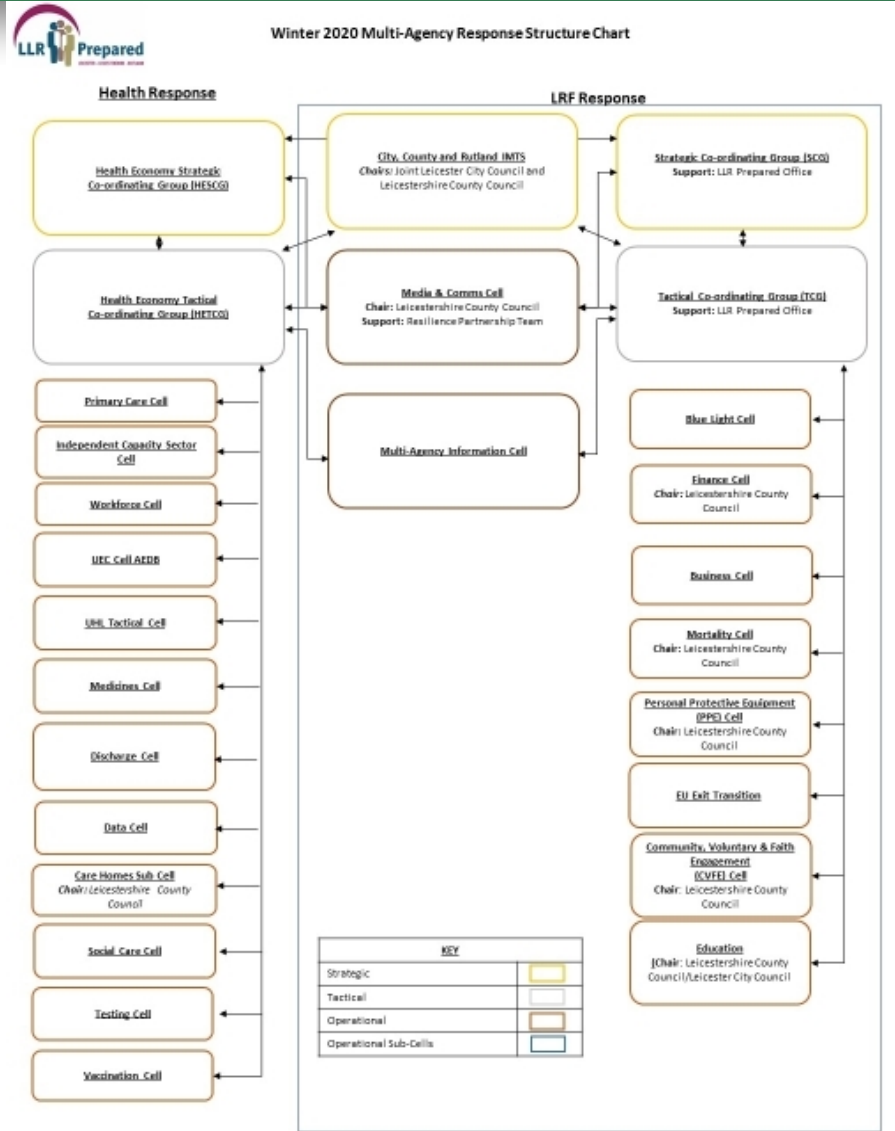 LLR Prepared
Winter 2020 Multi-Agency Response Structure Chart
Health Response
LRF Response
Health Economy Strategic
Co-ordinating Group (HESCG)
City, County and Rutland IMTS
Chairs: Joint Leicester City Council and
Leicestershire County Council
Strategic Co-ordinating Group (SCG)
Support: LLR Prepared Office
Health Economy Tactical
Co-ordinating Group (HETCG)
Media & Comms Cell
Chair: Leicestershire County Council
Support: Resilience Partnership Team
Tactical Co-ordinating Group (TCG)
Support: LLR Prepared Office
Multi-Agency Information Cell
Primary Care Cell
Independent Capacity Sector
Cell
Workforce Cell
UEC Cell AEDB
UHL Tactical Cell
Medicines Cell
Discharge Cell
Data Cell
Care Homes Sub Cell
Chair: Leicestershire County
Council
Social Care Cell
Testing Cell
Vaccination Cell
Blue Light Cell
Finance Cell
Chair: Leicestershire County
Council
Business Cell
Mortality Cell
Chair: Leicestershire County
Council
Personal Protective Equipment
(PPE) Cell
Chair: Leicestershire County
Council
EU Exit Transition
Community, Voluntary & Faith
Engagement
(CVFE) Cell
Chair: Leicestershire County
Council
Education
(Chair: Leicestershire County
Council/Leicester City Council
KEY
Strategic
Tactical
Operational
Operational Sub-Cells